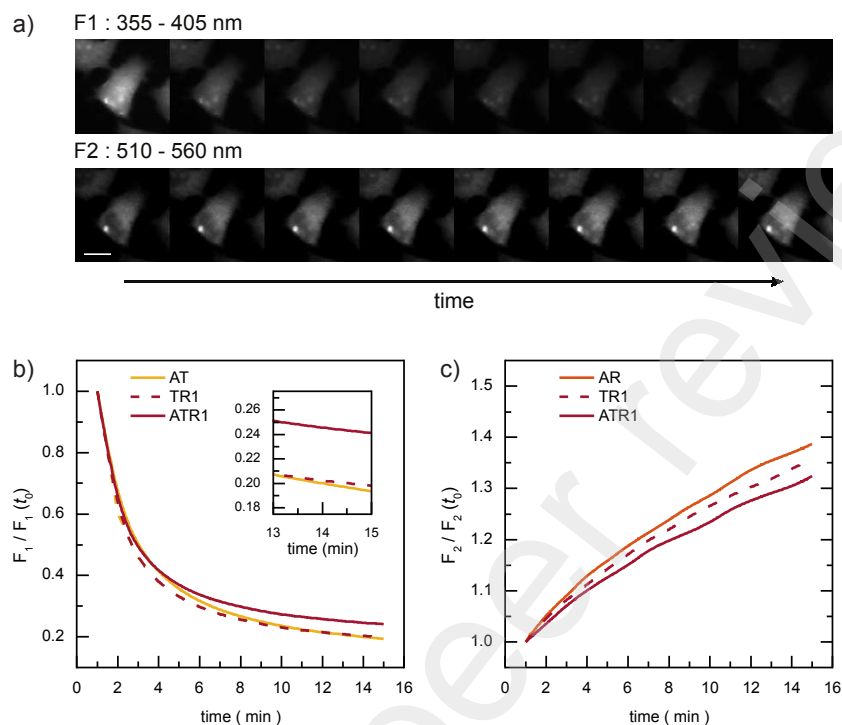 a)
F1 : 355 - 405 nm
F2 : 510 - 560 nm
time
b)
AT
TR1
ATR1
F1 / F1 (t0)
1.0
0.8
0.6
0.4
0.2
0 2 4 6 8 10 12 14 16
time ( min )
0.26
0.24
0.22
0.20
0.18
13 14 15
time (min)
c)
AR
TR1
ATR1
F2 / F2 (t0)
1.5
1.4
1.3
1.2
1.1
1.0
0 2 4 6 8 10 12 14 16
time ( min )
peer revie